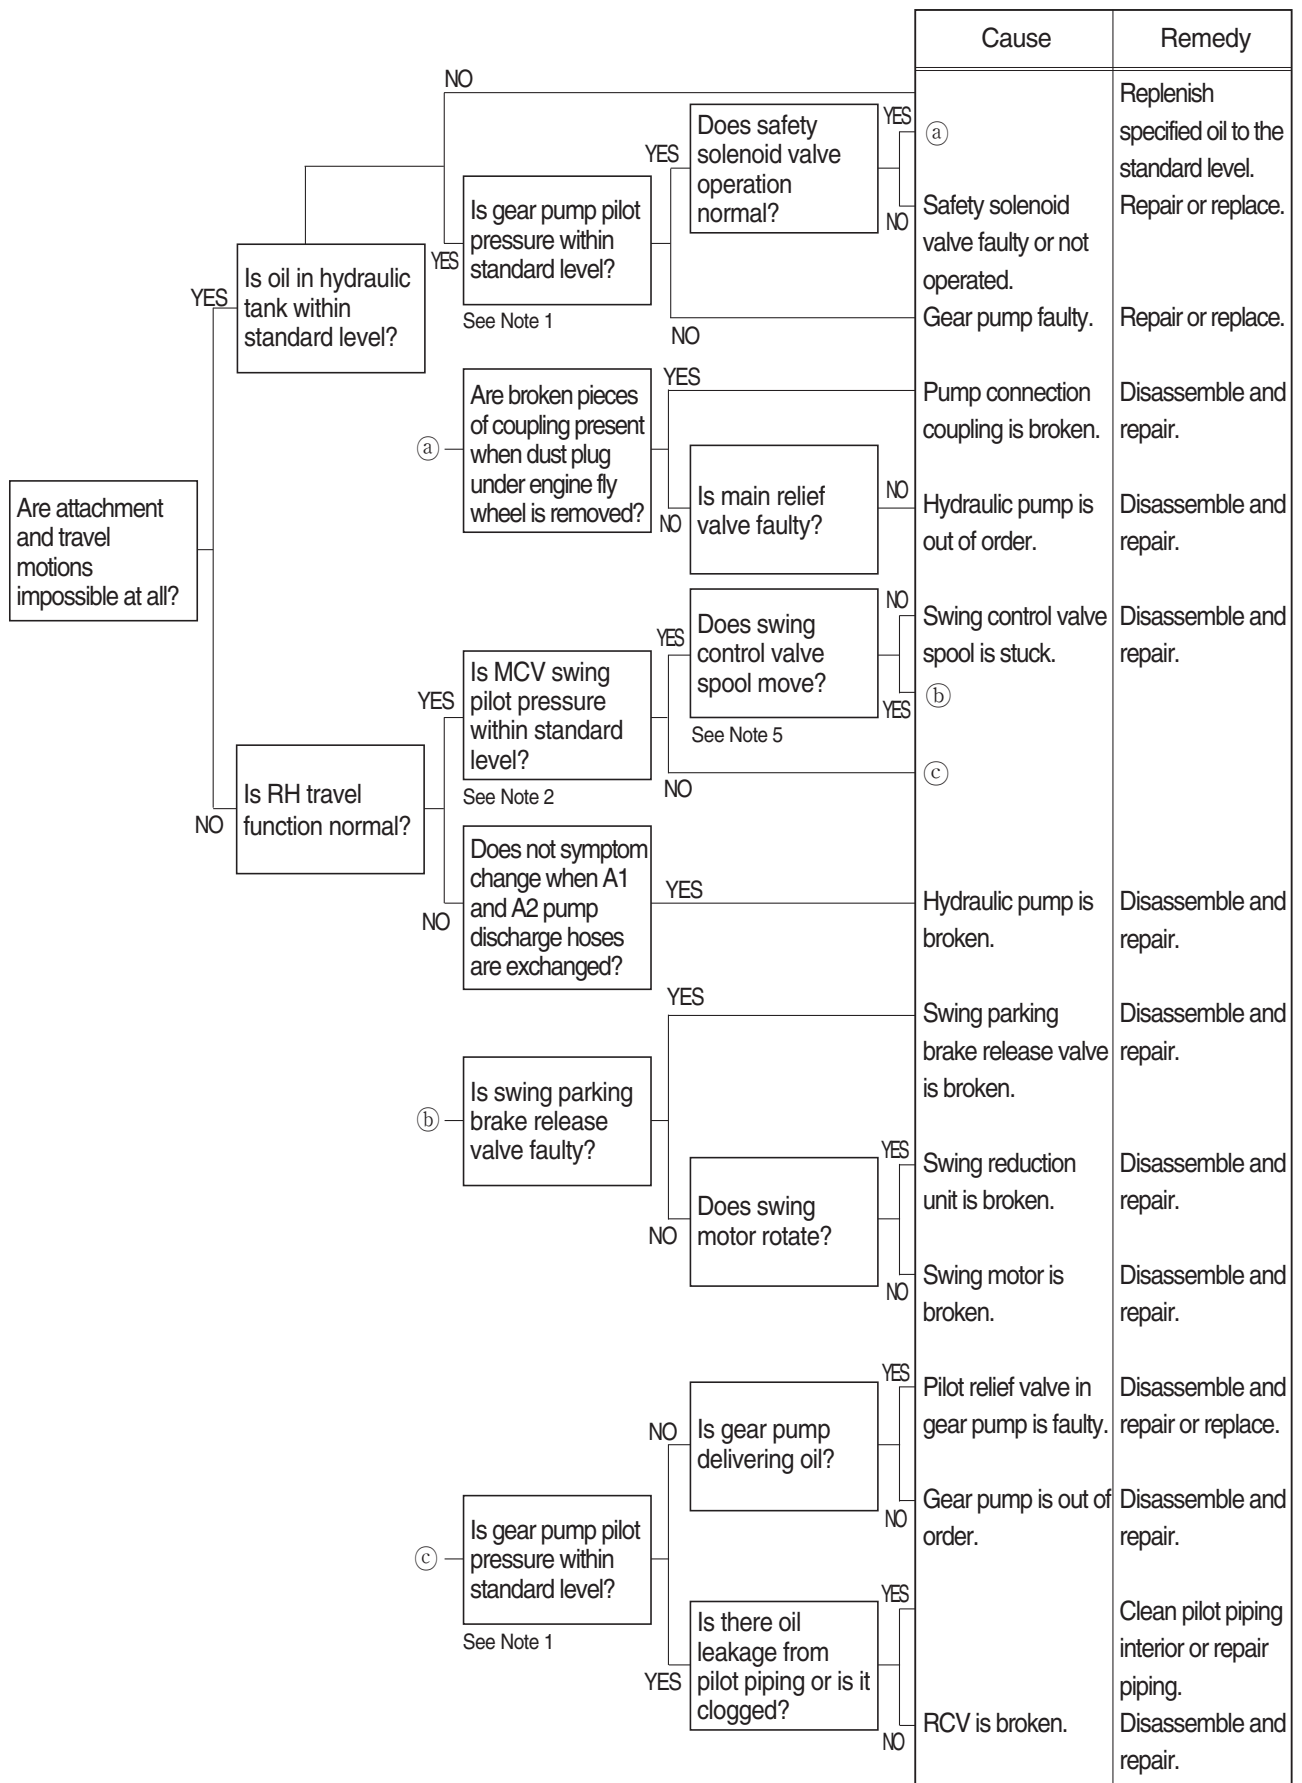 Cause
Remedy
NO
Replenish
specified oil to the
standard level.
Does safety
solenoid valve
operation
normal?
YES
ⓐ
NO
Safety solenoid
valve faulty or not
operated.
Repair or replace.
YES
Is gear pump pilot
pressure within
standard level?
See Note 1
YES
NO
Gear pump faulty.
Repair or replace.
YES
Is oil in hydraulic
tank within
standard level?
ⓐ
Are broken pieces
of coupling present
when dust plug
under engine fly
wheel is removed?
YES
Pump connection
coupling is broken.
Disassemble and
repair.
NO
Is main relief
valve faulty?
NO
Hydraulic pump is
out of order.
Disassemble and
repair.
Are attachment
and travel
motions
impossible at all?
NO
Is RH travel
function normal?
YES
Is MCV swing
pilot pressure
within standard
level?
See Note 2
YES
Does swing
control valve
spool move?
See Note 5
NO
Swing control valve
spool is stuck.
Disassemble and
repair.
YES
ⓑ
NO
ⓒ
NO
Does not symptom
change when A1
and A2 pump
discharge hoses
are exchanged?
YES
Hydraulic pump is
broken.
Disassemble and
repair.
ⓑ
Is swing parking
brake release
valve faulty?
YES
Swing parking
brake release valve
is broken.
Disassemble and
repair.
NO
Does swing
motor rotate?
YES
Swing reduction
unit is broken.
Disassemble and
repair.
NO
Swing motor is
broken.
Disassemble and
repair.
ⓒ
Is gear pump pilot
pressure within
standard level?
See Note 1
NO
Is gear pump
delivering oil?
YES
Pilot relief valve in
gear pump is faulty.
Disassemble and
repair or replace.
NO
Gear pump is out of
order.
Disassemble and
repair.
YES
Is there oil
leakage from
pilot piping or is it
clogged?
YES
Clean pilot piping
interior or repair
piping.
NO
RCV is broken.
Disassemble and
repair.